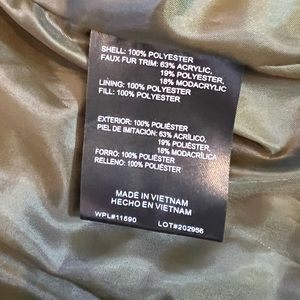 SHELL: 100% POLYESTER
FAUX FUR TRIM: 63% ACRYLIC,
19% POLYESTER,
18% MODACRYLIC
LINING: 100% POLYESTER
FILL: 100% POLYESTER
EXTERIOR: 100% POLIÉSTER
PIEL DE IMITACIÓN: 63% ACRÍLICO,
19% POLIÉSTER,
18% MODACRÍLICA
FORRO: 100% POLIÉSTER
RELLENO: 100% POLIÉSTER
MADE IN VIETNAM
HECHO EN VIETNAM
WPL#11590 LOT#202956